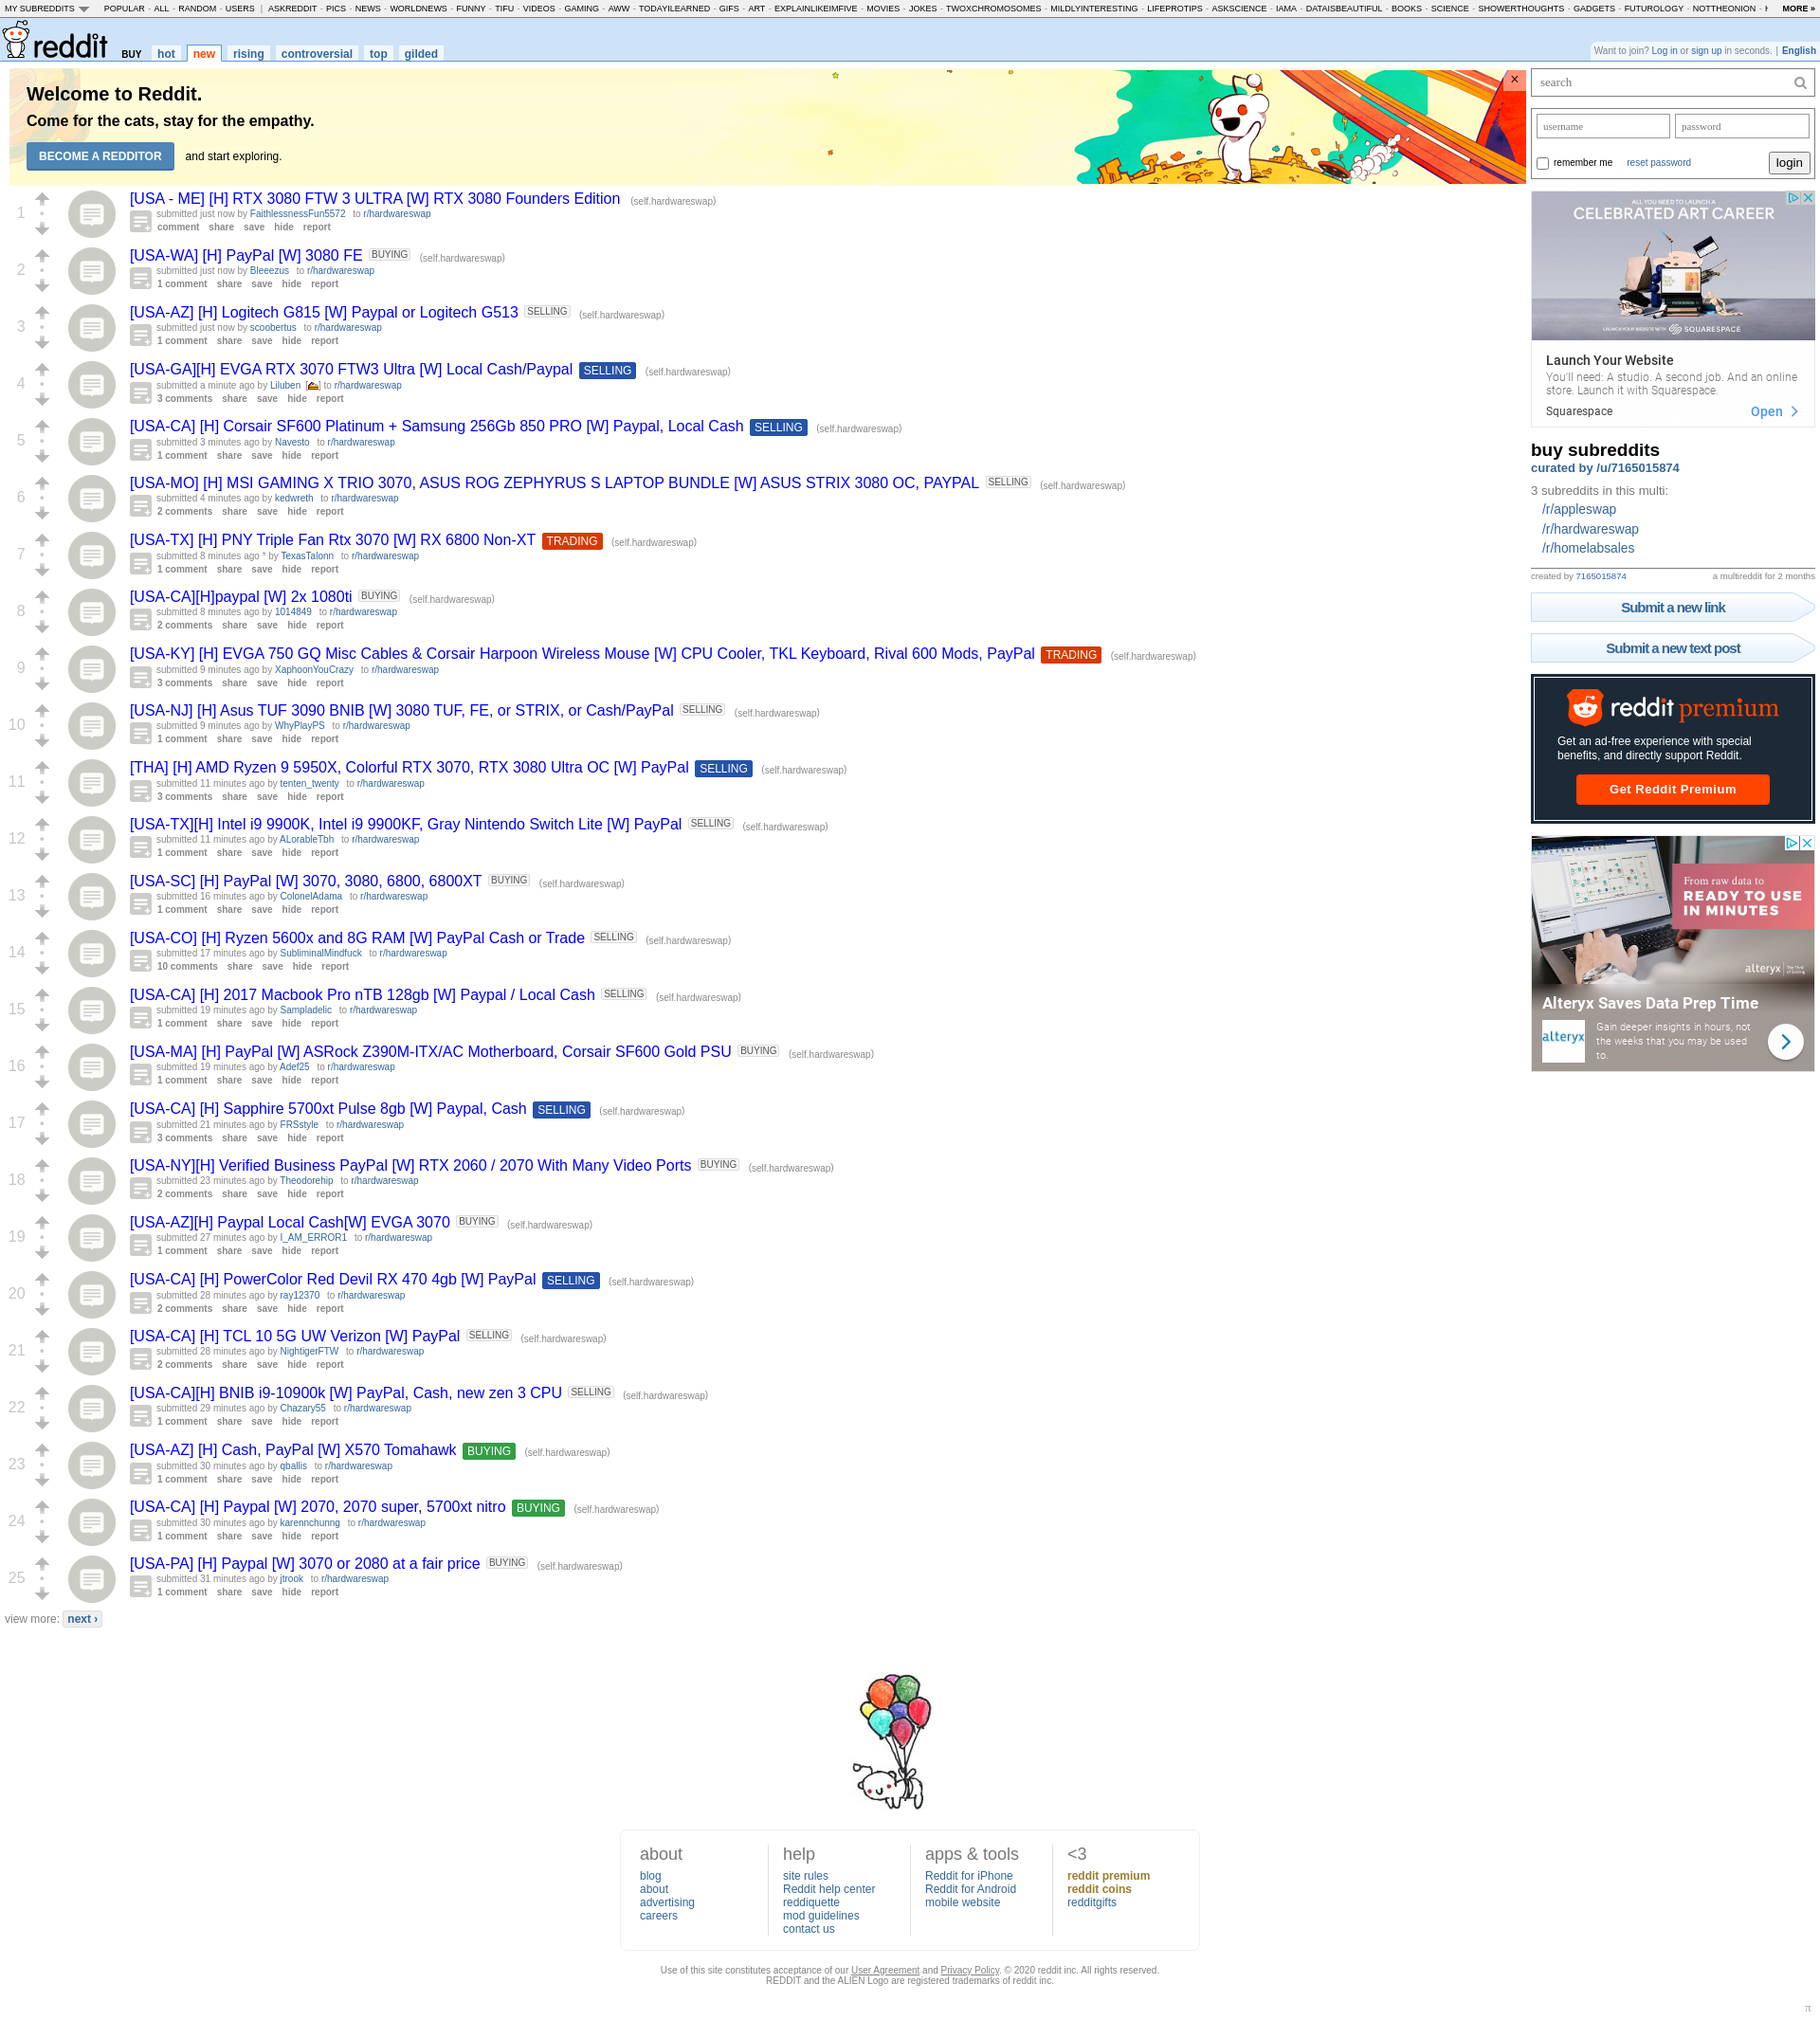 MY SUBREDDITS POPULAR - ALL - RANDOM - USERS | ASKREDDIT - PICS - NEWS - WORLDNEWS - FUNNY - TIFU - VIDEOS - GAMING - AWW - TODAYILEARNED - GIFS - ART - EXPLAINLIKEIMFIVE - MOVIES - JOKES - TWOXCHROMOSOMES - MILDLYINTERESTING - LIFEPROTIPS - ASKSCIENCE - IAMA - DATAISBEAUTIFUL - BOOKS - SCIENCE - SHOWERTHOUGHTS - GADGETS - FUTUROLOGY - NOTTHEONION - MORE »
reddit BUY hot new rising controversial top gilded
Want to join? Log in or sign up in seconds. | English
Welcome to Reddit.
Come for the cats, stay for the empathy.
BECOME A REDDITOR and start exploring.
×
1
[USA - ME] [H] RTX 3080 FTW 3 ULTRA [W] RTX 3080 Founders Edition (self.hardwareswap)
submitted just now by FaithlessnessFun5572 to r/hardwareswap
comment share save hide report
2
[USA-WA] [H] PayPal [W] 3080 FE BUYING (self.hardwareswap)
submitted just now by Bleeezus to r/hardwareswap
1 comment share save hide report
3
[USA-AZ] [H] Logitech G815 [W] Paypal or Logitech G513 SELLING (self.hardwareswap)
submitted just now by scoobertus to r/hardwareswap
1 comment share save hide report
4
[USA-GA][H] EVGA RTX 3070 FTW3 Ultra [W] Local Cash/Paypal SELLING (self.hardwareswap)
submitted a minute ago by Liluben [] to r/hardwareswap
3 comments share save hide report
5
[USA-CA] [H] Corsair SF600 Platinum + Samsung 256Gb 850 PRO [W] Paypal, Local Cash SELLING (self.hardwareswap)
submitted 3 minutes ago by Navesto to r/hardwareswap
1 comment share save hide report
6
[USA-MO] [H] MSI GAMING X TRIO 3070, ASUS ROG ZEPHYRUS S LAPTOP BUNDLE [W] ASUS STRIX 3080 OC, PAYPAL SELLING (self.hardwareswap)
submitted 4 minutes ago by kedwreth to r/hardwareswap
2 comments share save hide report
7
[USA-TX] [H] PNY Triple Fan Rtx 3070 [W] RX 6800 Non-XT TRADING (self.hardwareswap)
submitted 8 minutes ago * by TexasTalonn to r/hardwareswap
1 comment share save hide report
8
[USA-CA][H]paypal [W] 2x 1080ti BUYING (self.hardwareswap)
submitted 8 minutes ago by 1014849 to r/hardwareswap
2 comments share save hide report
9
[USA-KY] [H] EVGA 750 GQ Misc Cables & Corsair Harpoon Wireless Mouse [W] CPU Cooler, TKL Keyboard, Rival 600 Mods, PayPal TRADING (self.hardwareswap)
submitted 9 minutes ago by XaphoonYouCrazy to r/hardwareswap
3 comments share save hide report
10
[USA-NJ] [H] Asus TUF 3090 BNIB [W] 3080 TUF, FE, or STRIX, or Cash/PayPal SELLING (self.hardwareswap)
submitted 9 minutes ago by WhyPlayPS to r/hardwareswap
1 comment share save hide report
11
[THA] [H] AMD Ryzen 9 5950X, Colorful RTX 3070, RTX 3080 Ultra OC [W] PayPal SELLING (self.hardwareswap)
submitted 11 minutes ago by tenten_twenty to r/hardwareswap
3 comments share save hide report
12
[USA-TX][H] Intel i9 9900K, Intel i9 9900KF, Gray Nintendo Switch Lite [W] PayPal SELLING (self.hardwareswap)
submitted 11 minutes ago by ALorableTbh to r/hardwareswap
1 comment share save hide report
13
[USA-SC] [H] PayPal [W] 3070, 3080, 6800, 6800XT BUYING (self.hardwareswap)
submitted 16 minutes ago by ColonelAdama to r/hardwareswap
1 comment share save hide report
14
[USA-CO] [H] Ryzen 5600x and 8G RAM [W] PayPal Cash or Trade SELLING (self.hardwareswap)
submitted 17 minutes ago by SubliminalMindfuck to r/hardwareswap
10 comments share save hide report
15
[USA-CA] [H] 2017 Macbook Pro nTB 128gb [W] Paypal / Local Cash SELLING (self.hardwareswap)
submitted 19 minutes ago by Sampladelic to r/hardwareswap
1 comment share save hide report
16
[USA-MA] [H] PayPal [W] ASRock Z390M-ITX/AC Motherboard, Corsair SF600 Gold PSU BUYING (self.hardwareswap)
submitted 19 minutes ago by Adef25 to r/hardwareswap
1 comment share save hide report
17
[USA-CA] [H] Sapphire 5700xt Pulse 8gb [W] Paypal, Cash SELLING (self.hardwareswap)
submitted 21 minutes ago by FRSstyle to r/hardwareswap
3 comments share save hide report
18
[USA-NY][H] Verified Business PayPal [W] RTX 2060 / 2070 With Many Video Ports BUYING (self.hardwareswap)
submitted 23 minutes ago by Theodorehip to r/hardwareswap
2 comments share save hide report
19
[USA-AZ][H] Paypal Local Cash[W] EVGA 3070 BUYING (self.hardwareswap)
submitted 27 minutes ago by I_AM_ERROR1 to r/hardwareswap
1 comment share save hide report
20
[USA-CA] [H] PowerColor Red Devil RX 470 4gb [W] PayPal SELLING (self.hardwareswap)
submitted 28 minutes ago by ray12370 to r/hardwareswap
2 comments share save hide report
21
[USA-CA] [H] TCL 10 5G UW Verizon [W] PayPal SELLING (self.hardwareswap)
submitted 28 minutes ago by NightigerFTW to r/hardwareswap
2 comments share save hide report
22
[USA-CA][H] BNIB i9-10900k [W] PayPal, Cash, new zen 3 CPU SELLING (self.hardwareswap)
submitted 29 minutes ago by Chazary55 to r/hardwareswap
1 comment share save hide report
23
[USA-AZ] [H] Cash, PayPal [W] X570 Tomahawk BUYING (self.hardwareswap)
submitted 30 minutes ago by qballis to r/hardwareswap
1 comment share save hide report
24
[USA-CA] [H] Paypal [W] 2070, 2070 super, 5700xt nitro BUYING (self.hardwareswap)
submitted 30 minutes ago by karennchunng to r/hardwareswap
1 comment share save hide report
25
[USA-PA] [H] Paypal [W] 3070 or 2080 at a fair price BUYING (self.hardwareswap)
submitted 31 minutes ago by jtrook to r/hardwareswap
1 comment share save hide report
view more: next ›
search
username password
remember me reset password login
ALL YOU NEED TO LAUNCH A
CELEBRATED ART CAREER
LAUNCH YOUR WEBSITE WITH SQUARESPACE
Launch Your Website
You'll need: A studio. A second job. And an online
store. Launch it with Squarespace.
Squarespace Open
buy subreddits
curated by /u/7165015874
3 subreddits in this multi:
/r/appleswap
/r/hardwareswap
/r/homelabsales
created by 7165015874 a multireddit for 2 months
Submit a new link
Submit a new text post
reddit premium
Get an ad-free experience with special
benefits, and directly support Reddit.
Get Reddit Premium
From raw data to
READY TO USE
IN MINUTES
alteryx
Alteryx Saves Data Prep Time
alteryx
Gain deeper insights in hours, not
the weeks that you may be used
to.
about
blog
about
advertising
careers
help
site rules
Reddit help center
reddiquette
mod guidelines
contact us
apps & tools
Reddit for iPhone
Reddit for Android
mobile website
<3
reddit premium
reddit coins
redditgifts
Use of this site constitutes acceptance of our User Agreement and Privacy Policy. © 2020 reddit inc. All rights reserved.
REDDIT and the ALIEN Logo are registered trademarks of reddit inc.
π